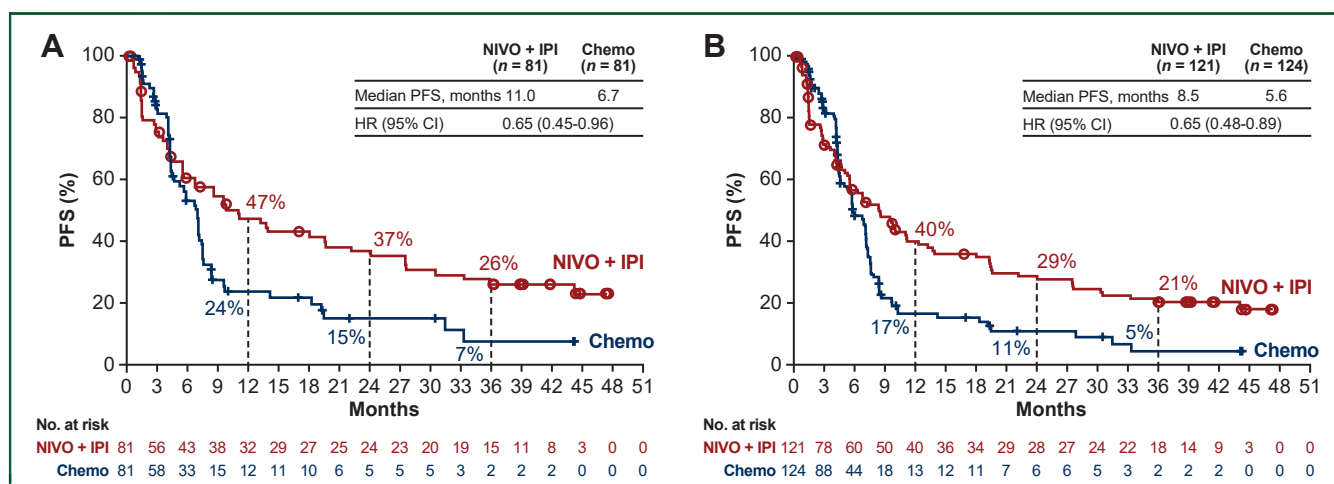 A
NIVO + IPI Chemo
(n = 81) (n = 81)
Median PFS, months 11.0 6.7
HR (95% CI) 0.65 (0.45-0.96)
PFS (%)
100
80
60
40
20
0
47%
37%
26%
NIVO + IPI
24%
15%
7%
Chemo
0 3 6 9 12 15 18 21 24 27 30 33 36 39 42 45 48 51
Months
No. at risk
NIVO + IPI 81 56 43 38 32 29 27 25 24 23 20 19 15 11 8 3 0 0
Chemo 81 58 33 15 12 11 10 6 5 5 5 3 2 2 2 0 0 0
B
NIVO + IPI Chemo
(n = 121) (n = 124)
Median PFS, months 8.5 5.6
HR (95% CI) 0.65 (0.48-0.89)
PFS (%)
100
80
60
40
20
0
40%
29%
21%
NIVO + IPI
17%
11%
5%
Chemo
0 3 6 9 12 15 18 21 24 27 30 33 36 39 42 45 48 51
Months
No. at risk
NIVO + IPI 121 78 60 50 40 36 34 29 28 27 24 22 18 14 9 3 0 0
Chemo 124 88 44 18 13 12 11 7 6 6 5 3 2 2 2 0 0 0